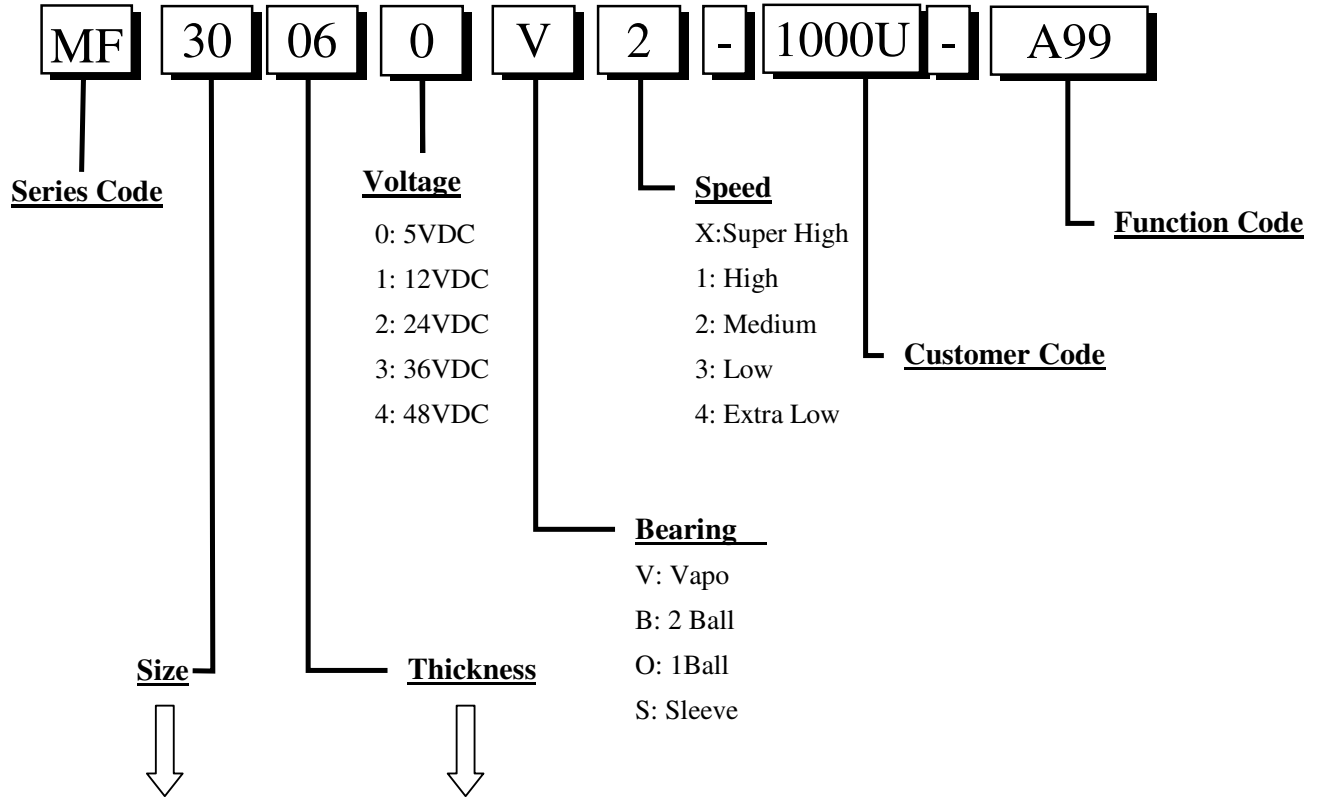 MF 30 06 0 V 2 - 1000U - A99
Series Code
Voltage
0: 5VDC
1: 12VDC
2: 24VDC
3: 36VDC
4: 48VDC
Speed
X:Super High
1: High
2: Medium
3: Low
4: Extra Low
Function Code
Customer Code
Bearing
V: Vapo
B: 2 Ball
O: 1Ball
S: Sleeve
Size
Thickness